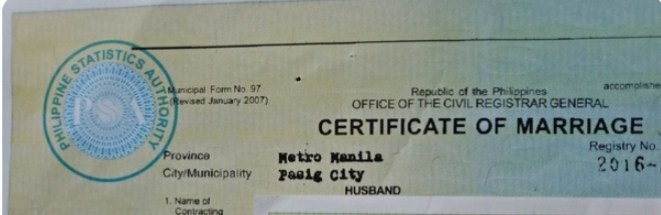 PHILIPPINE STATISTICS AUTHORITY
PSA
Municipal Form No. 97
(Revised January 2007)
Republic of the Philippines
OFFICE OF THE CIVIL REGISTRAR GENERAL
CERTIFICATE OF MARRIAGE
Registry No.
2016-
Province Metro Manila
City/Municipality Pasig City
HUSBAND
1. Name of
Contracting